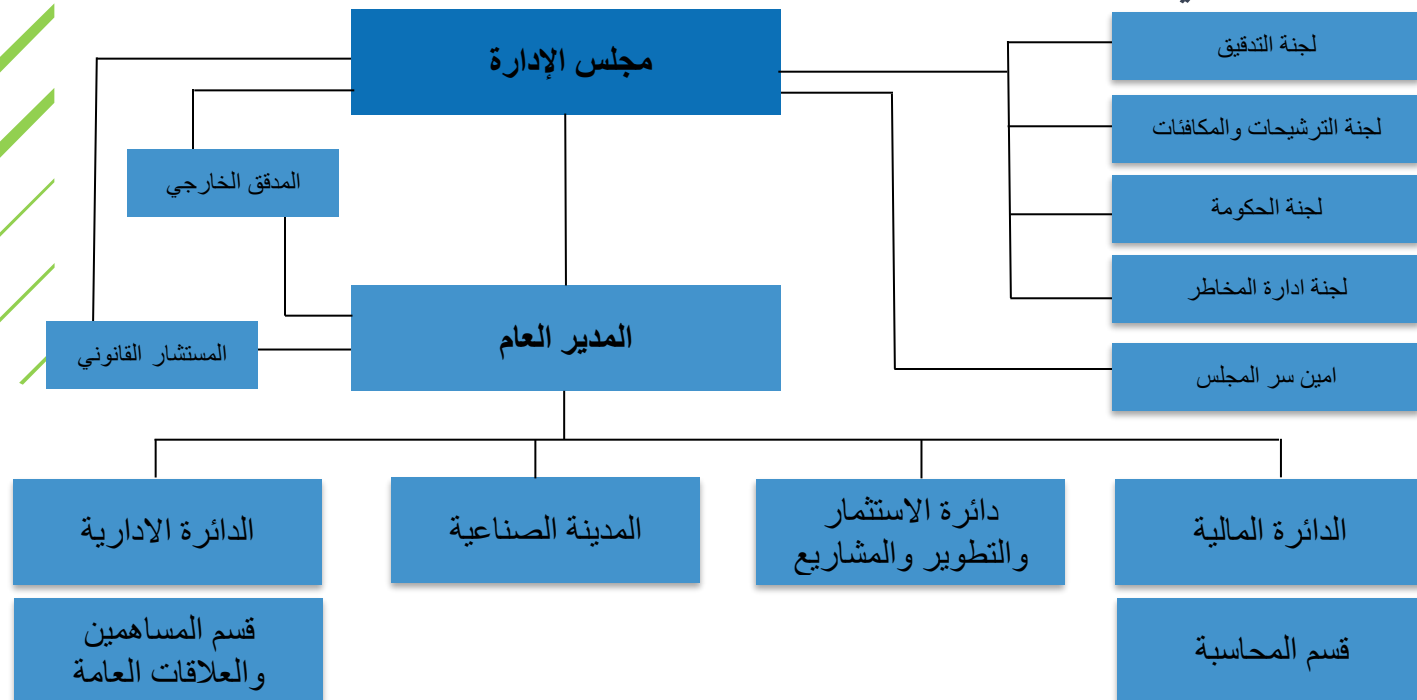 مجلس الإدارة
لجنة التدقيق
لجنة الترشيحات والمكافئات
المدقق الخارجي
لجنة الحكومة
لجنة ادارة المخاطر
المدير العام
المستشار القانوني
امين سر المجلس
الدائرة المالية
دائرة الاستثمار
والتطوير والمشاريع
المدينة الصناعية
الدائرة الادارية
قسم المحاسبة
قسم المساهمين
والعلاقات العامة